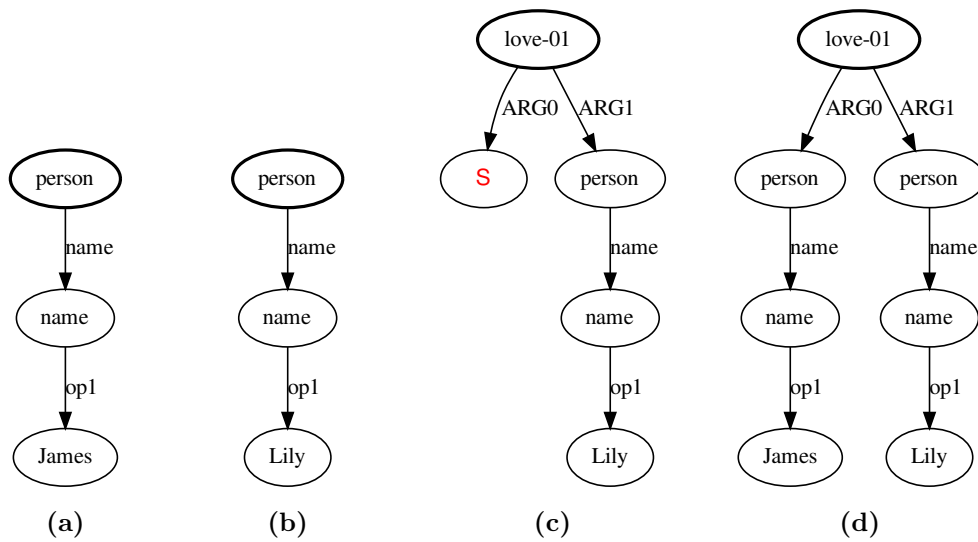 love-01
love-01
ARG0
ARG1
ARG0
ARG1
person
person
S
person
person
person
name
name
name
name
name
name
name
name
name
name
op1
op1
op1
op1
op1
James
Lily
Lily
James
Lily
(a)
(b)
(c)
(d)